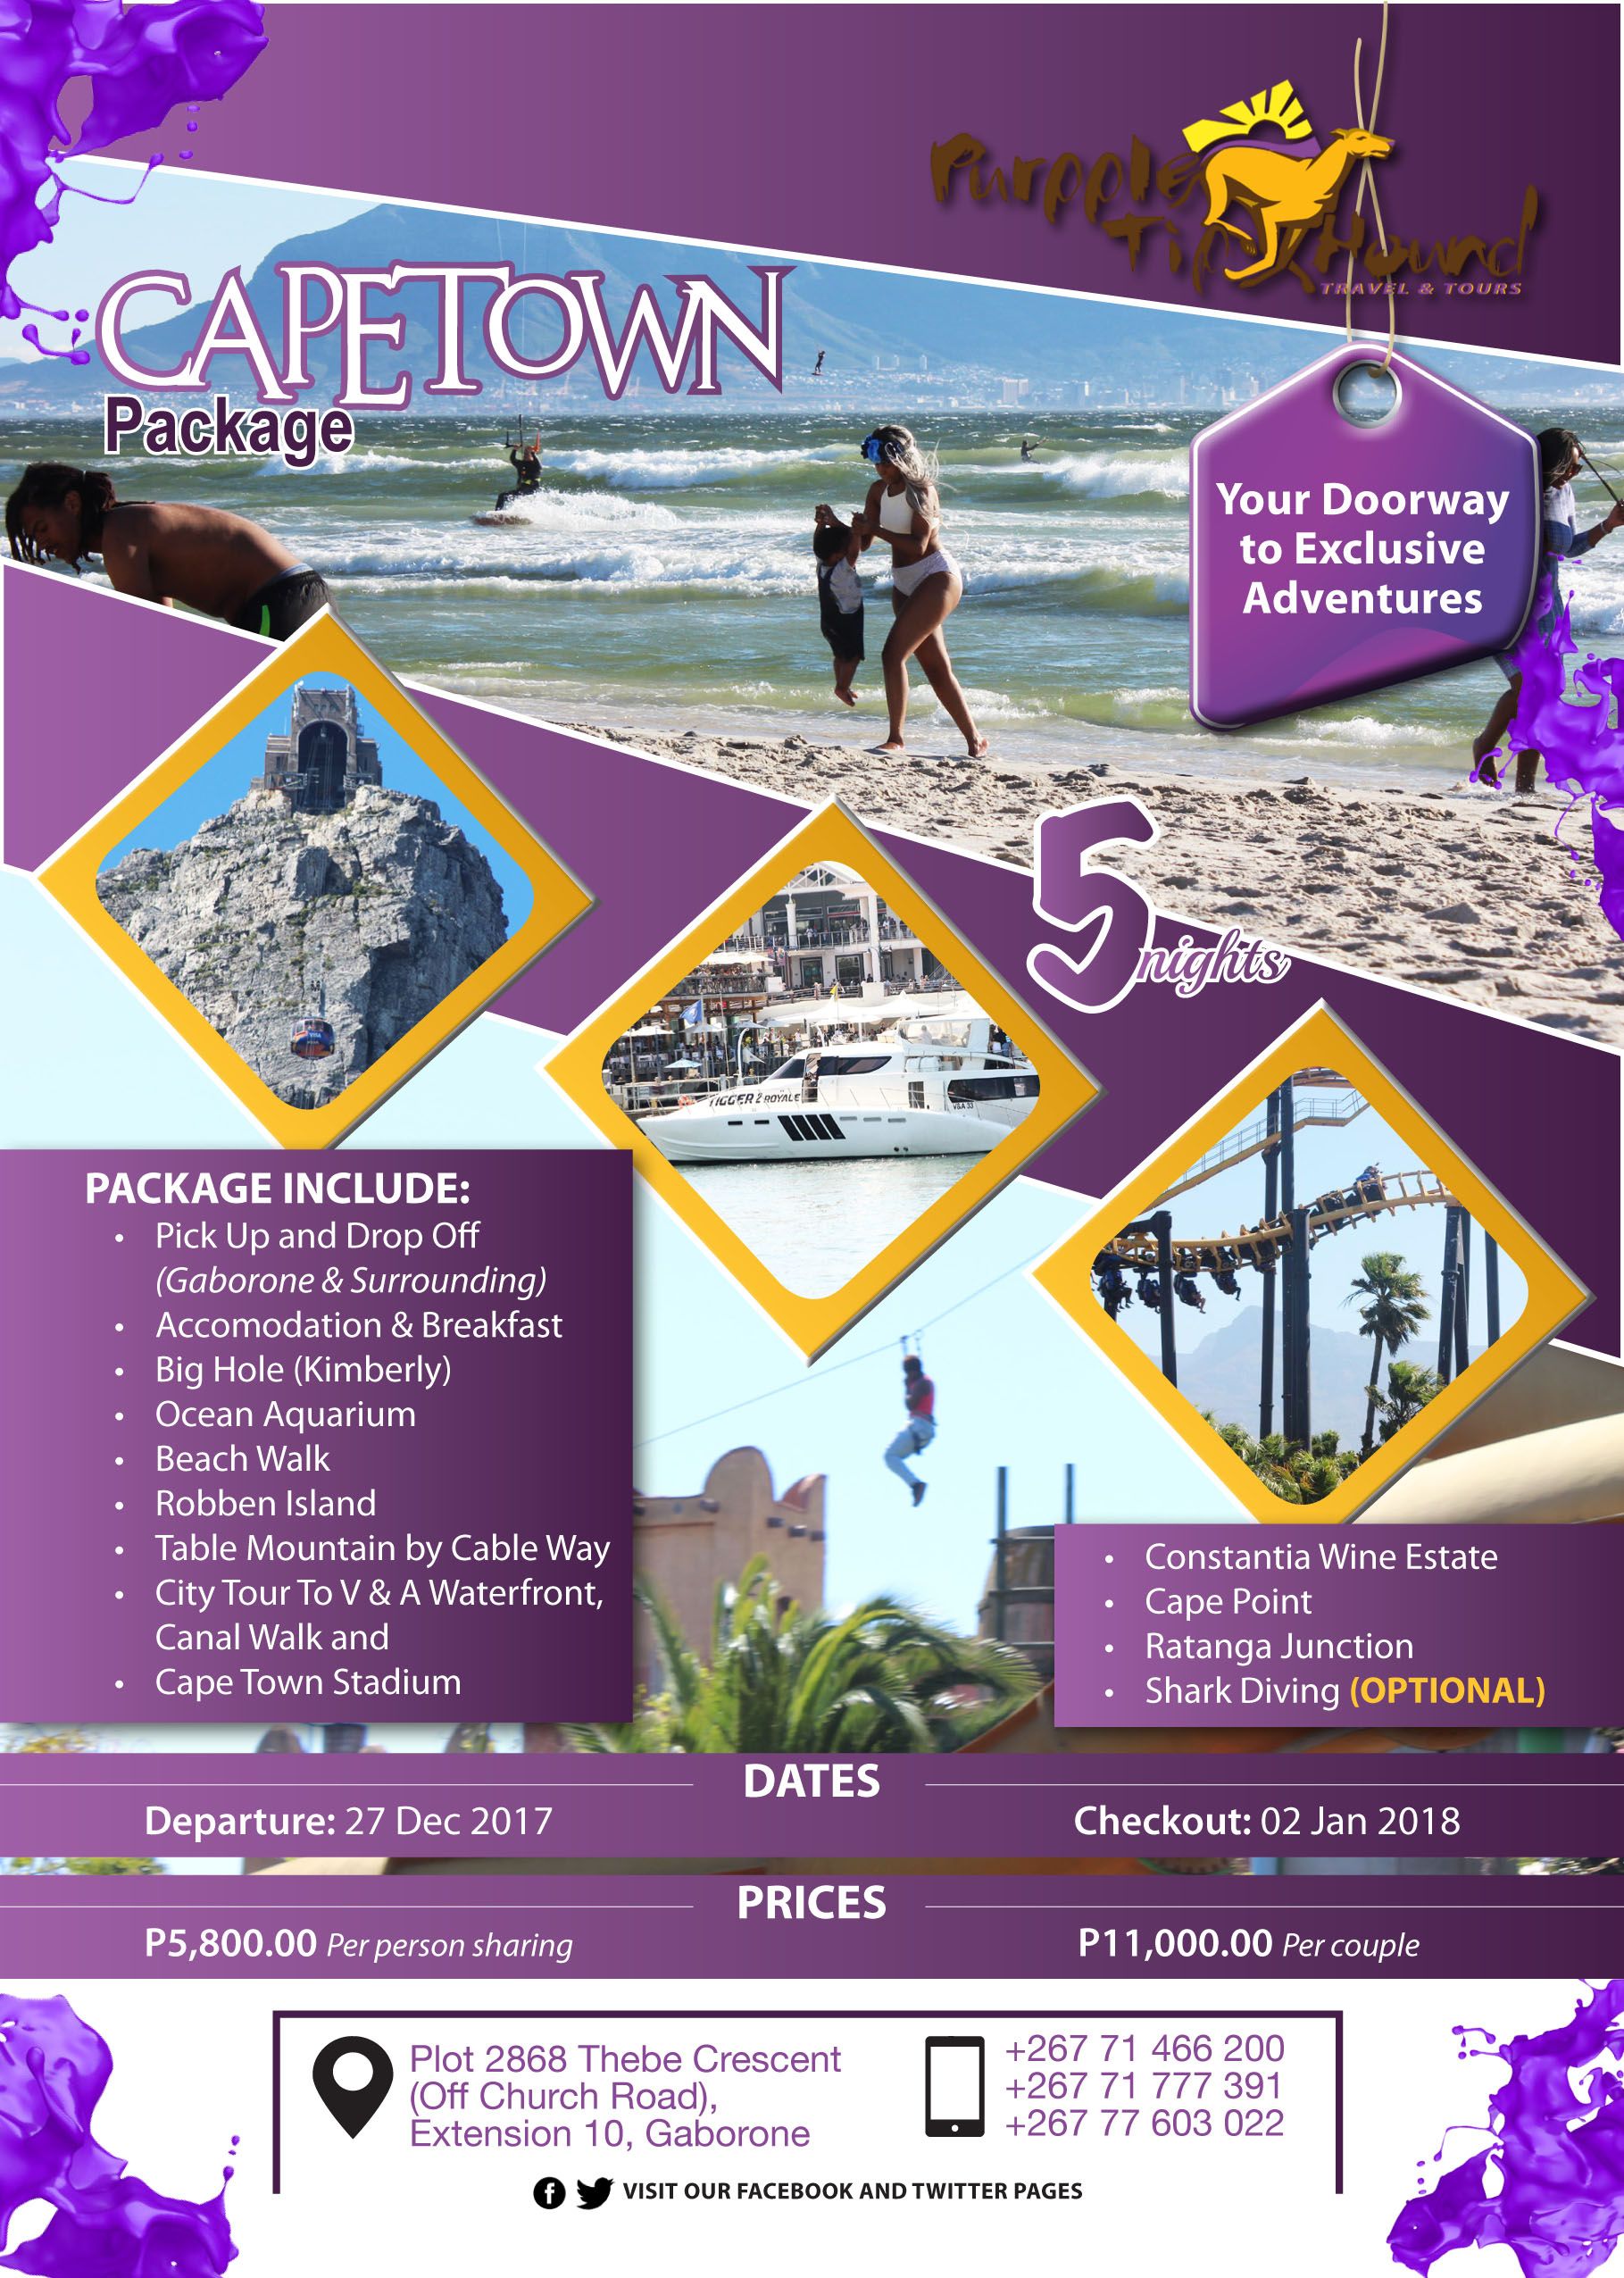 Purpple
Tip Hound
TRAVEL & TOURS
CAPETOWN
Package
Your Doorway
to Exclusive
Adventures
5
nights
TIGGER 2 ROYALE
VISA
PACKAGE INCLUDE:
• Pick Up and Drop Off
(Gaborone & Surrounding)
• Accomodation & Breakfast
• Big Hole (Kimberly)
• Ocean Aquarium
• Beach Walk
• Robben Island
• Table Mountain by Cable Way
• City Tour To V & A Waterfront,
Canal Walk and
• Cape Town Stadium
• Constantia Wine Estate
• Cape Point
• Ratanga Junction
• Shark Diving (OPTIONAL)
DATES
Departure: 27 Dec 2017
Checkout: 02 Jan 2018
PRICES
P5,800.00 Per person sharing
P11,000.00 Per couple
Plot 2868 Thebe Crescent
(Off Church Road),
Extension 10, Gaborone
+267 71 466 200
+267 71 777 391
+267 77 603 022
VISIT OUR FACEBOOK AND TWITTER PAGES